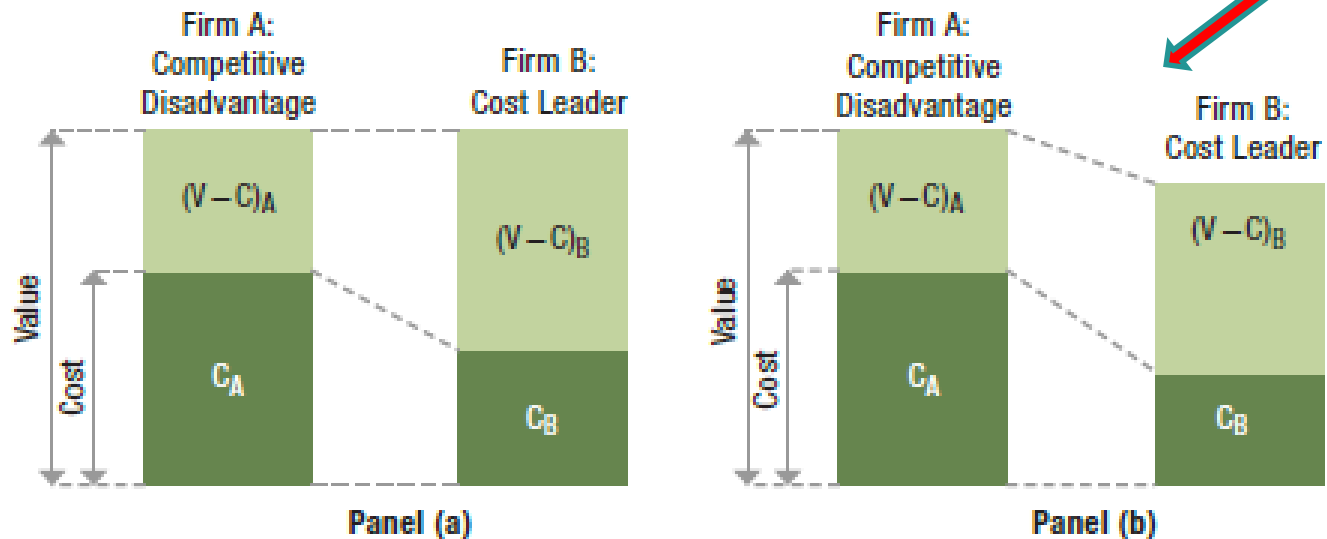 Firm A:
Competitive
Disadvantage
Firm B:
Cost Leader
(V – C)A
(V – C)B
Value
Cost
CA
CB
Panel (a)
Firm A:
Competitive
Disadvantage
Firm B:
Cost Leader
(V – C)A
(V – C)B
Value
Cost
CA
CB
Panel (b)